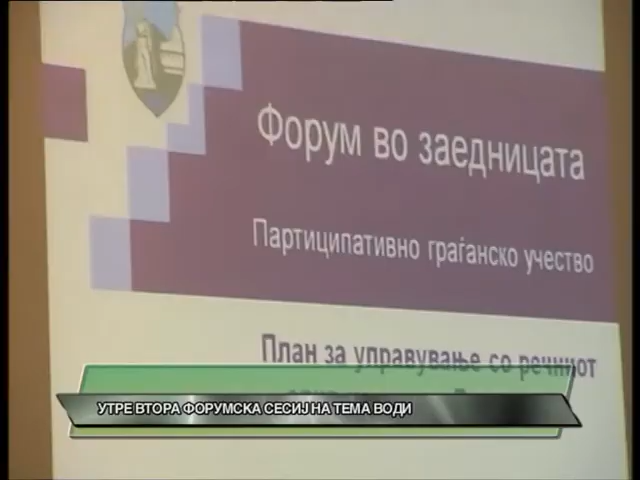 Форум во заедницата
Партиципативно граѓанско учество
План за управување со речниот
УТРЕ ВТОРА ФОРУМСКА СЕСИЈ НА ТЕМА ВОДИ